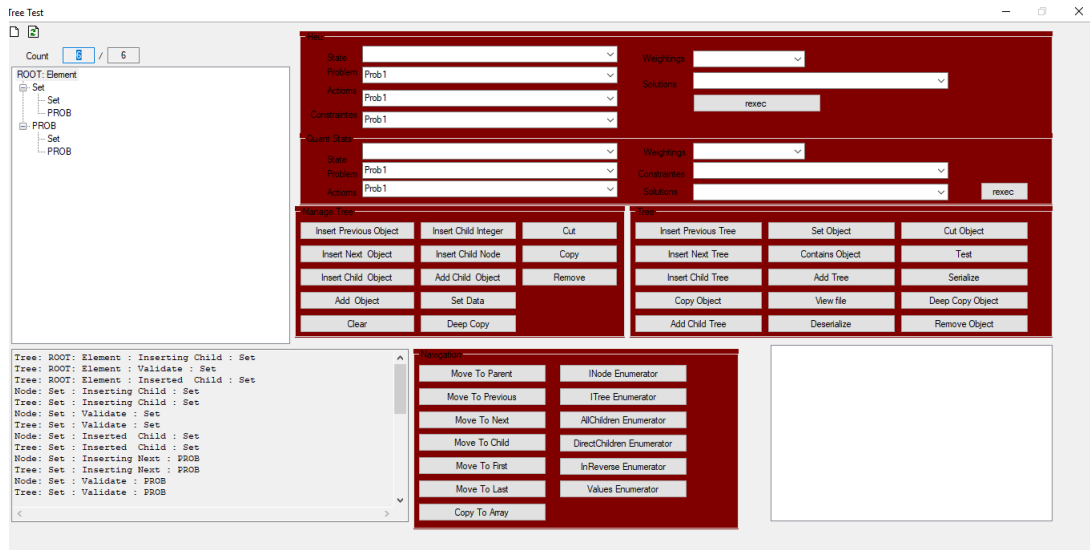 Tree Test
Count 6 / 6
ROOT: Element
Set
Set
PROB
PROB
Set
PROB
State
Problem Prob1
Actions Prob1
Constraintes Prob1
Weightings
Solutions
rexec
Quant State
State
Problem Prob1
Actions Prob1
Weightings
Constraintes
Solutions
rexec
Manage Tree
Insert Previous Object Insert Child Integer Cut
Insert Next Object Insert Child Node Copy
Insert Child Object Add Child Object Remove
Add Object Set Data
Clear Deep Copy
Tree
Insert Previous Tree Set Object Cut Object
Insert Next Tree Contains Object Test
Insert Child Tree Add Tree Serialize
Copy Object View file Deep Copy Object
Add Child Tree Deserialize Remove Object
Tree: ROOT: Element : Inserting Child : Set
Tree: ROOT: Element : Validate : Set
Tree: ROOT: Element : Inserted  Child : Set
Node: Set : Inserting Child : Set
Tree: Set : Inserting Child : Set
Node: Set : Validate : Set
Tree: Set : Validate : Set
Node: Set : Inserted  Child : Set
Tree: Set : Inserted  Child : Set
Node: Set : Inserting Next : PROB
Tree: Set : Inserting Next : PROB
Node: Set : Validate : PROB
Tree: Set : Validate : PROB
Navigation
Move To Parent INode Enumerator
Move To Previous ITree Enumerator
Move To Next AllChildren Enumerator
Move To Child DirectChildren Enumerator
Move To First InReverse Enumerator
Move To Last Values Enumerator
Copy To Array